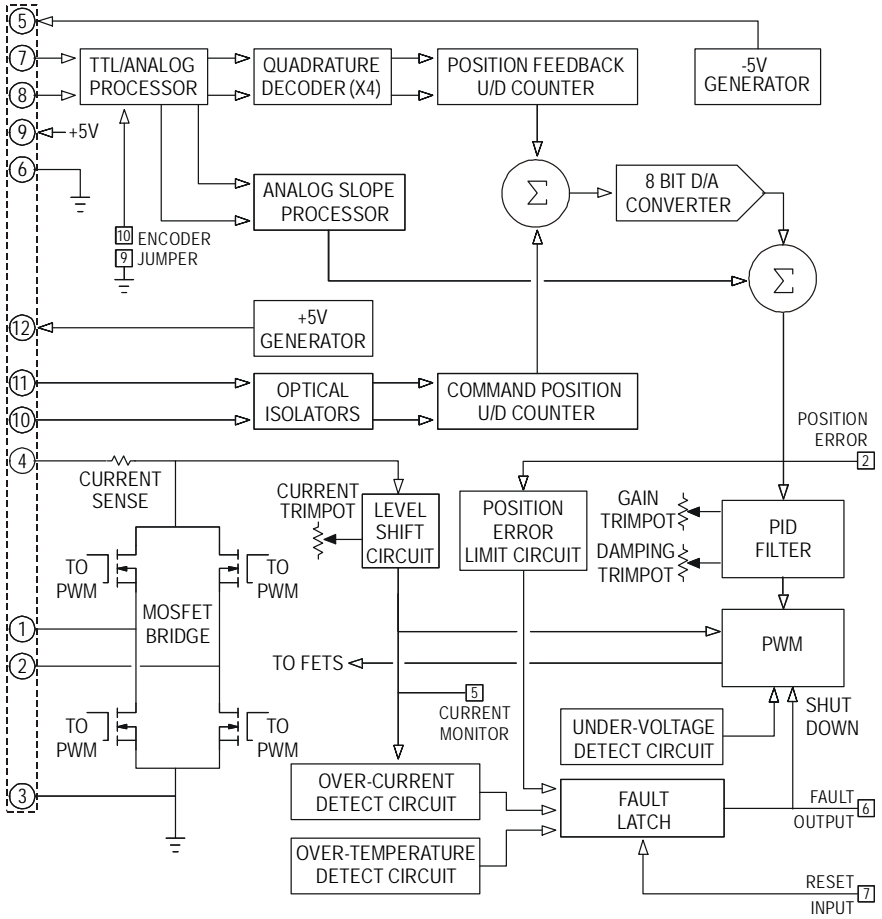 5
7
TTL/ANALOG
PROCESSOR
QUADRATURE
DECODER (X4)
POSITION FEEDBACK
U/D COUNTER
-5V
GENERATOR
8
9
+5V
6
ANALOG SLOPE
PROCESSOR
Σ
8 BIT D/A
CONVERTER
10 ENCODER
9 JUMPER
Σ
12
+5V
GENERATOR
11
10
OPTICAL
ISOLATORS
COMMAND POSITION
U/D COUNTER
POSITION
ERROR
2
4
CURRENT
SENSE
CURRENT
TRIMPOT
LEVEL
SHIFT
CIRCUIT
POSITION
ERROR
LIMIT CIRCUIT
GAIN
TRIMPOT
DAMPING
TRIMPOT
PID
FILTER
TO
PWM
TO
PWM
MOSFET
BRIDGE
1
2
TO FETS
PWM
5
CURRENT
MONITOR
SHUT
DOWN
TO
PWM
TO
PWM
UNDER-VOLTAGE
DETECT CIRCUIT
3
OVER-CURRENT
DETECT CIRCUIT
FAULT
LATCH
FAULT
OUTPUT
6
OVER-TEMPERATURE
DETECT CIRCUIT
RESET
INPUT
7